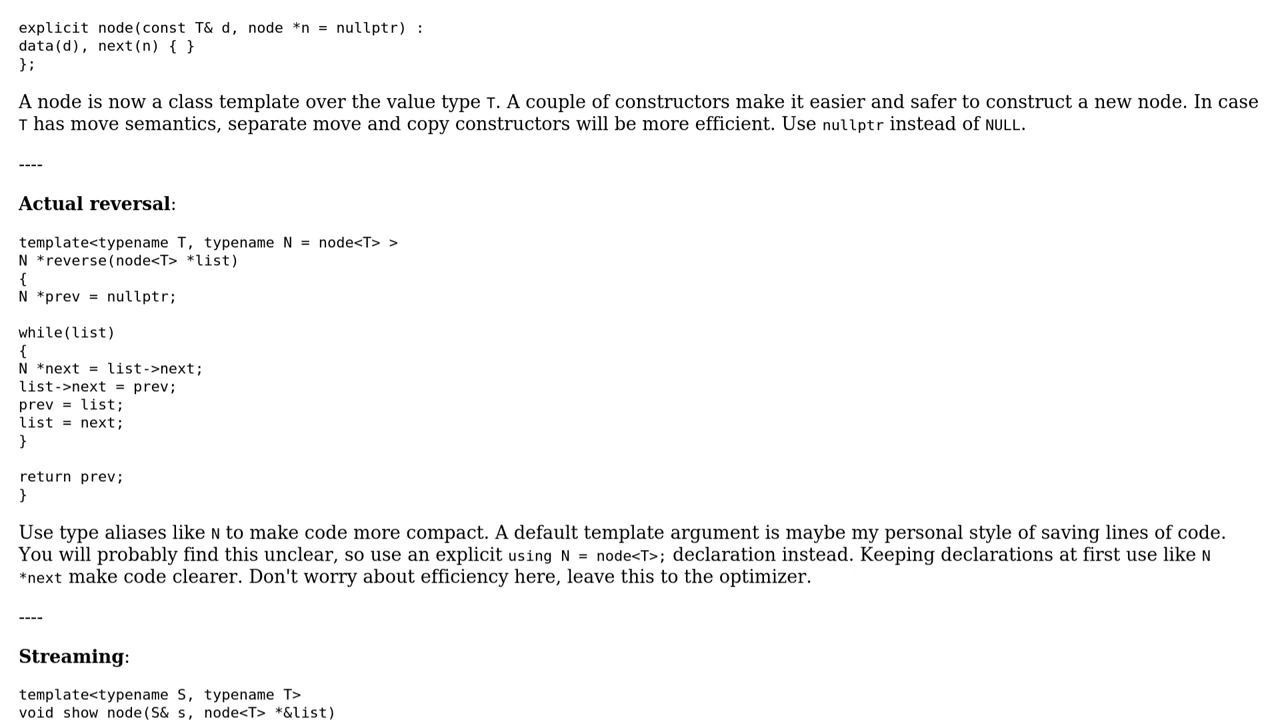 explicit node(const T& d, node *n = nullptr) :
data(d), next(n) { }
};
A node is now a class template over the value type T. A couple of constructors make it easier and safer to construct a new node. In case
T has move semantics, separate move and copy constructors will be more efficient. Use nullptr instead of NULL.
----
Actual reversal:
template<typename T, typename N = node<T> >
N *reverse(node<T> *list)
{
N *prev = nullptr;
while(list)
{
N *next = list->next;
list->next = prev;
prev = list;
list = next;
}
return prev;
}
Use type aliases like N to make code more compact. A default template argument is maybe my personal style of saving lines of code.
You will probably find this unclear, so use an explicit using N = node<T>; declaration instead. Keeping declarations at first use like N
*next make code clearer. Don't worry about efficiency here, leave this to the optimizer.
----
Streaming:
template<typename S, typename T>
void show node(S& s, node<T> *&list)